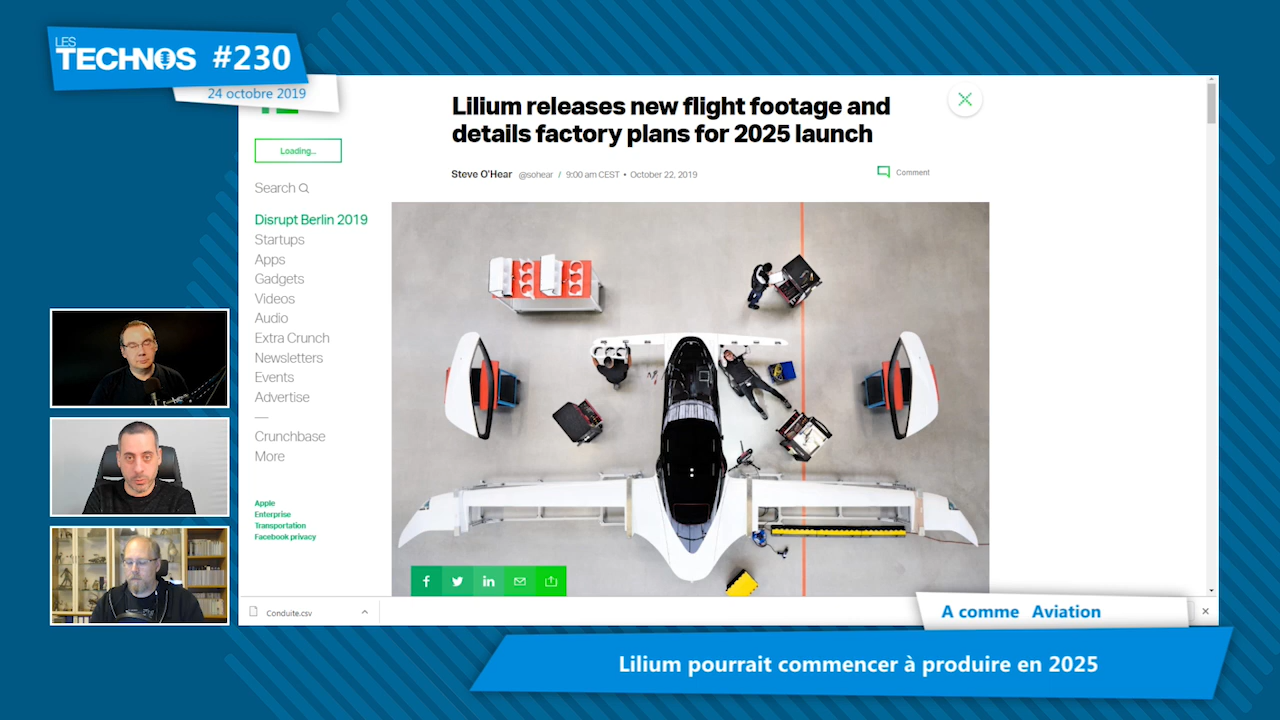 LES
TECHNOS #230
24 octobre 2019
Lilium releases new flight footage and
details factory plans for 2025 launch
Steve O'Hear @sohear / 9:00 am CEST • October 22, 2019
Comment
Loading...
Search
Disrupt Berlin 2019
Startups
Apps
Gadgets
Videos
Audio
Extra Crunch
Newsletters
Events
Advertise
—
Crunchbase
More
Apple
Enterprise
Transportation
Facebook privacy
Conduite.csv
A comme Aviation
Lilium pourrait commencer à produire en 2025